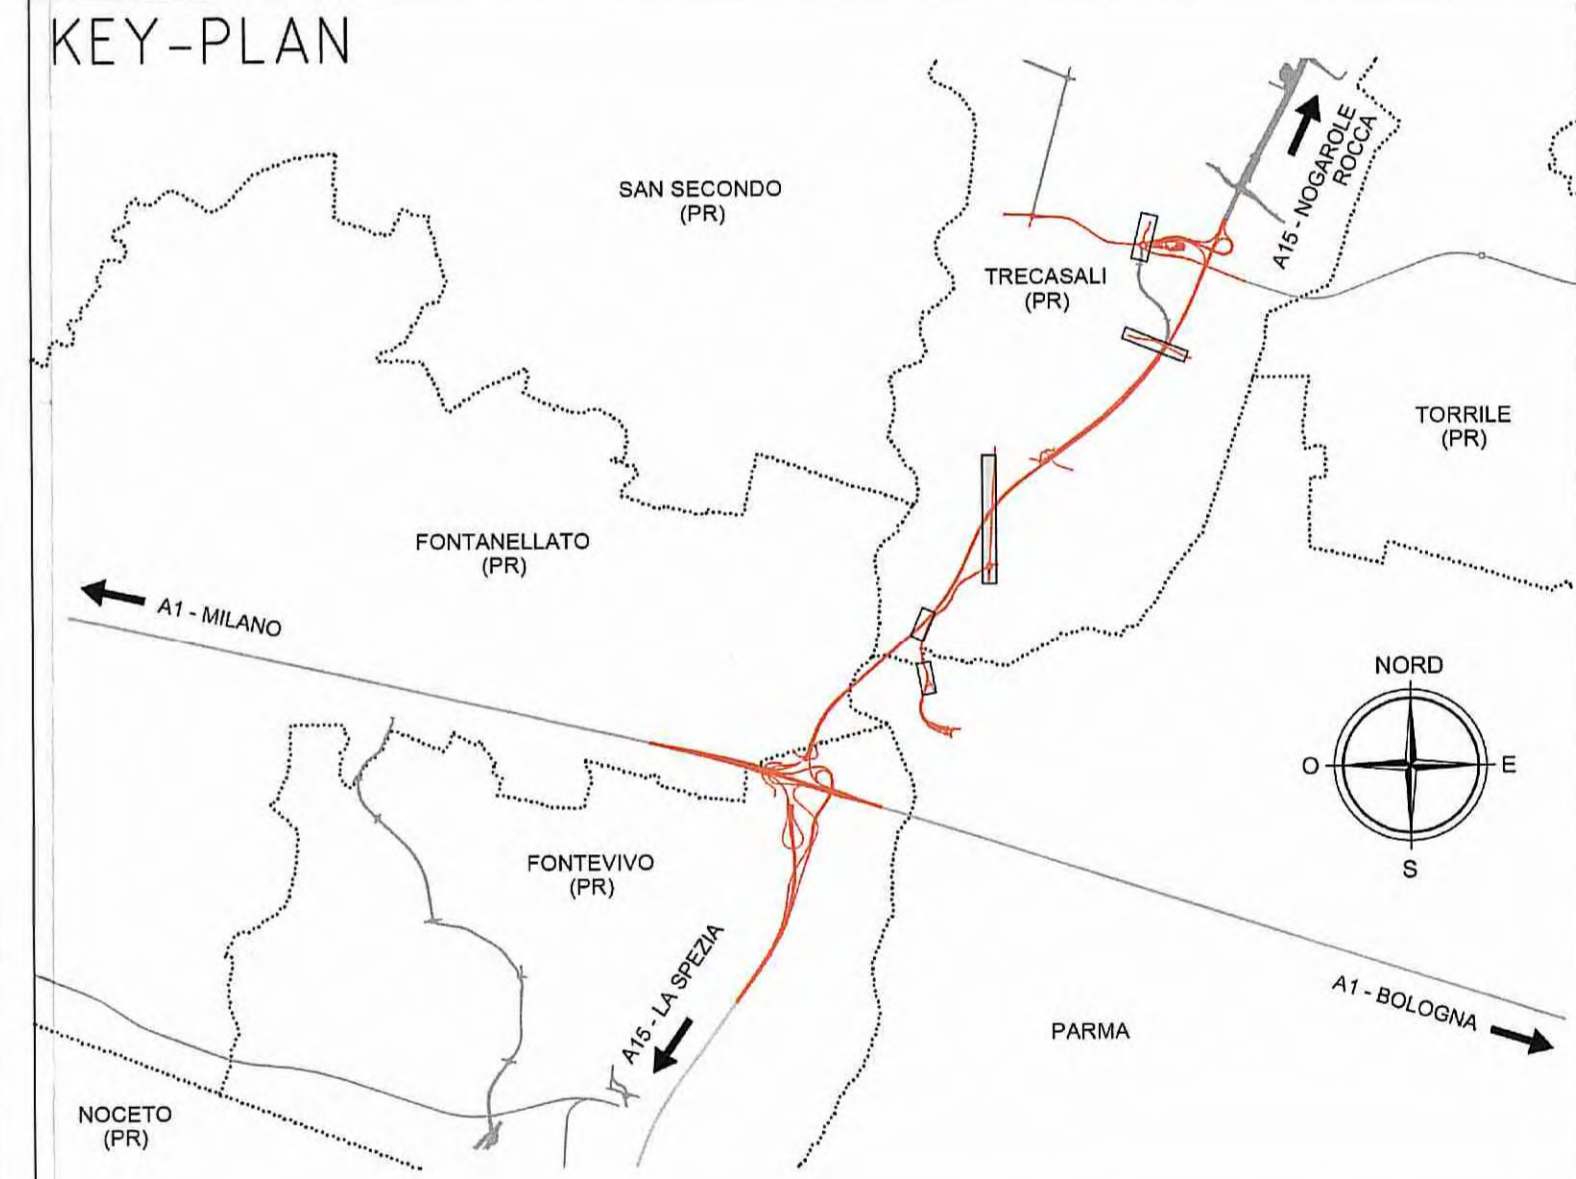 KEY-PLAN
SAN SECONDO
(PR)
A15 - NOGAROLE
ROCCA
TRECASALI
(PR)
TORRILE
(PR)
FONTANELLATO
(PR)
A1 - MILANO
NORD
O
E
S
FONTEVIVO
(PR)
A15 - LA SPEZIA
A1 - BOLOGNA
PARMA
NOCETO
(PR)